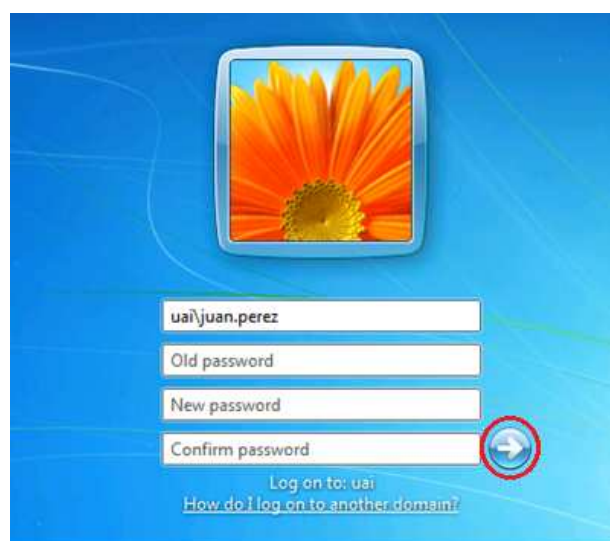 uai\juan.perez
Old password
New password
Confirm password
Log on to: uai
How do I log on to another domain?